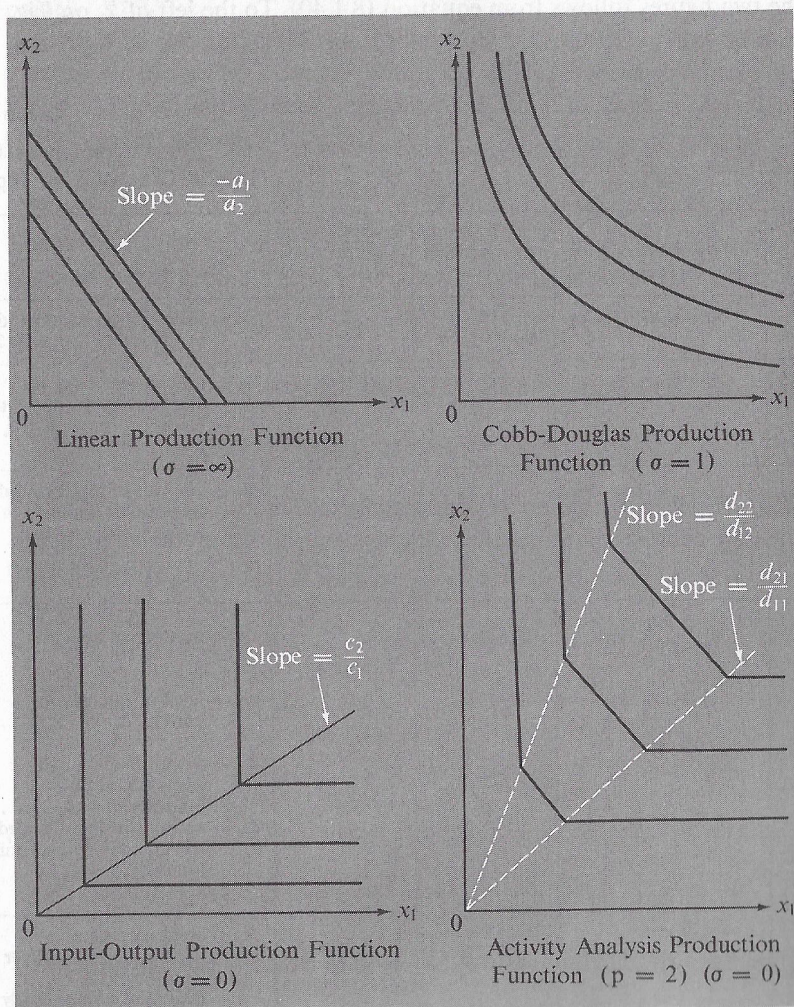 x₂
Slope = -a₁/a₂
0
x₁
Linear Production Function
(σ = ∞)
x₂
0
x₁
Cobb-Douglas Production
Function (σ = 1)
x₂
Slope = c₂/c₁
0
x₁
Input-Output Production Function
(σ = 0)
x₂
Slope = d₂₂/d₁₂
Slope = d₂₁/d₁₁
0
x₁
Activity Analysis Production
Function (p = 2) (σ = 0)